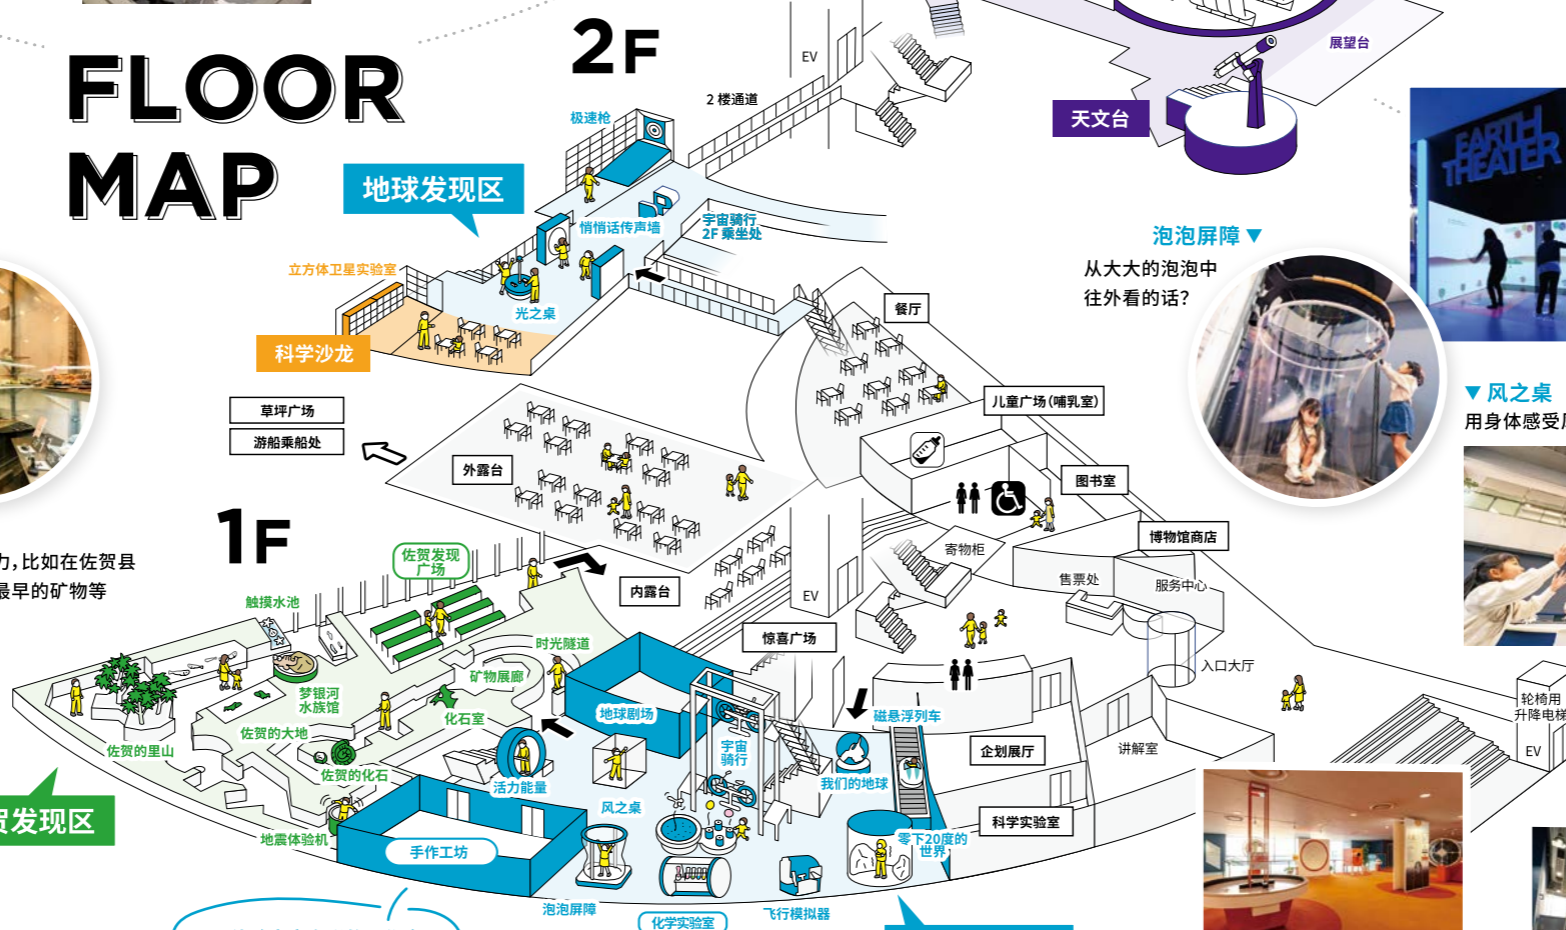 FLOOR
MAP
2F
EV
2 楼通道
极速枪
地球发现区
悄悄话传声墙
宇宙骑行
2F 乘坐处
立方体卫星实验室
光之桌
科学沙龙
展望台
天文台
EARTH
THEATER
泡泡屏障▼
从大大的泡泡中
往外看的话？
▼风之桌
用身体感受
餐厅
儿童广场（哺乳室）
图书室
博物馆商店
草坪广场
游船乘船处
外露台
寄物柜
售票处
服务中心
内露台
EV
惊喜广场
入口大厅
1F
力，比如在佐贺县
最早的矿物等
佐贺发现
广场
触摸水池
时光隧道
矿物展廊
梦银河
水族馆
化石室
佐贺的大地
佐贺的里山
佐贺的化石
地震体验机
贺发现区
地球剧场
宇宙
骑行
磁悬浮列车
我们的地球
活力能量
风之桌
手作工坊
泡泡屏障
化学实验室
飞行模拟器
零下20度的
世界
企划展厅
科学实验室
讲解室
轮椅用
升降电梯
EV